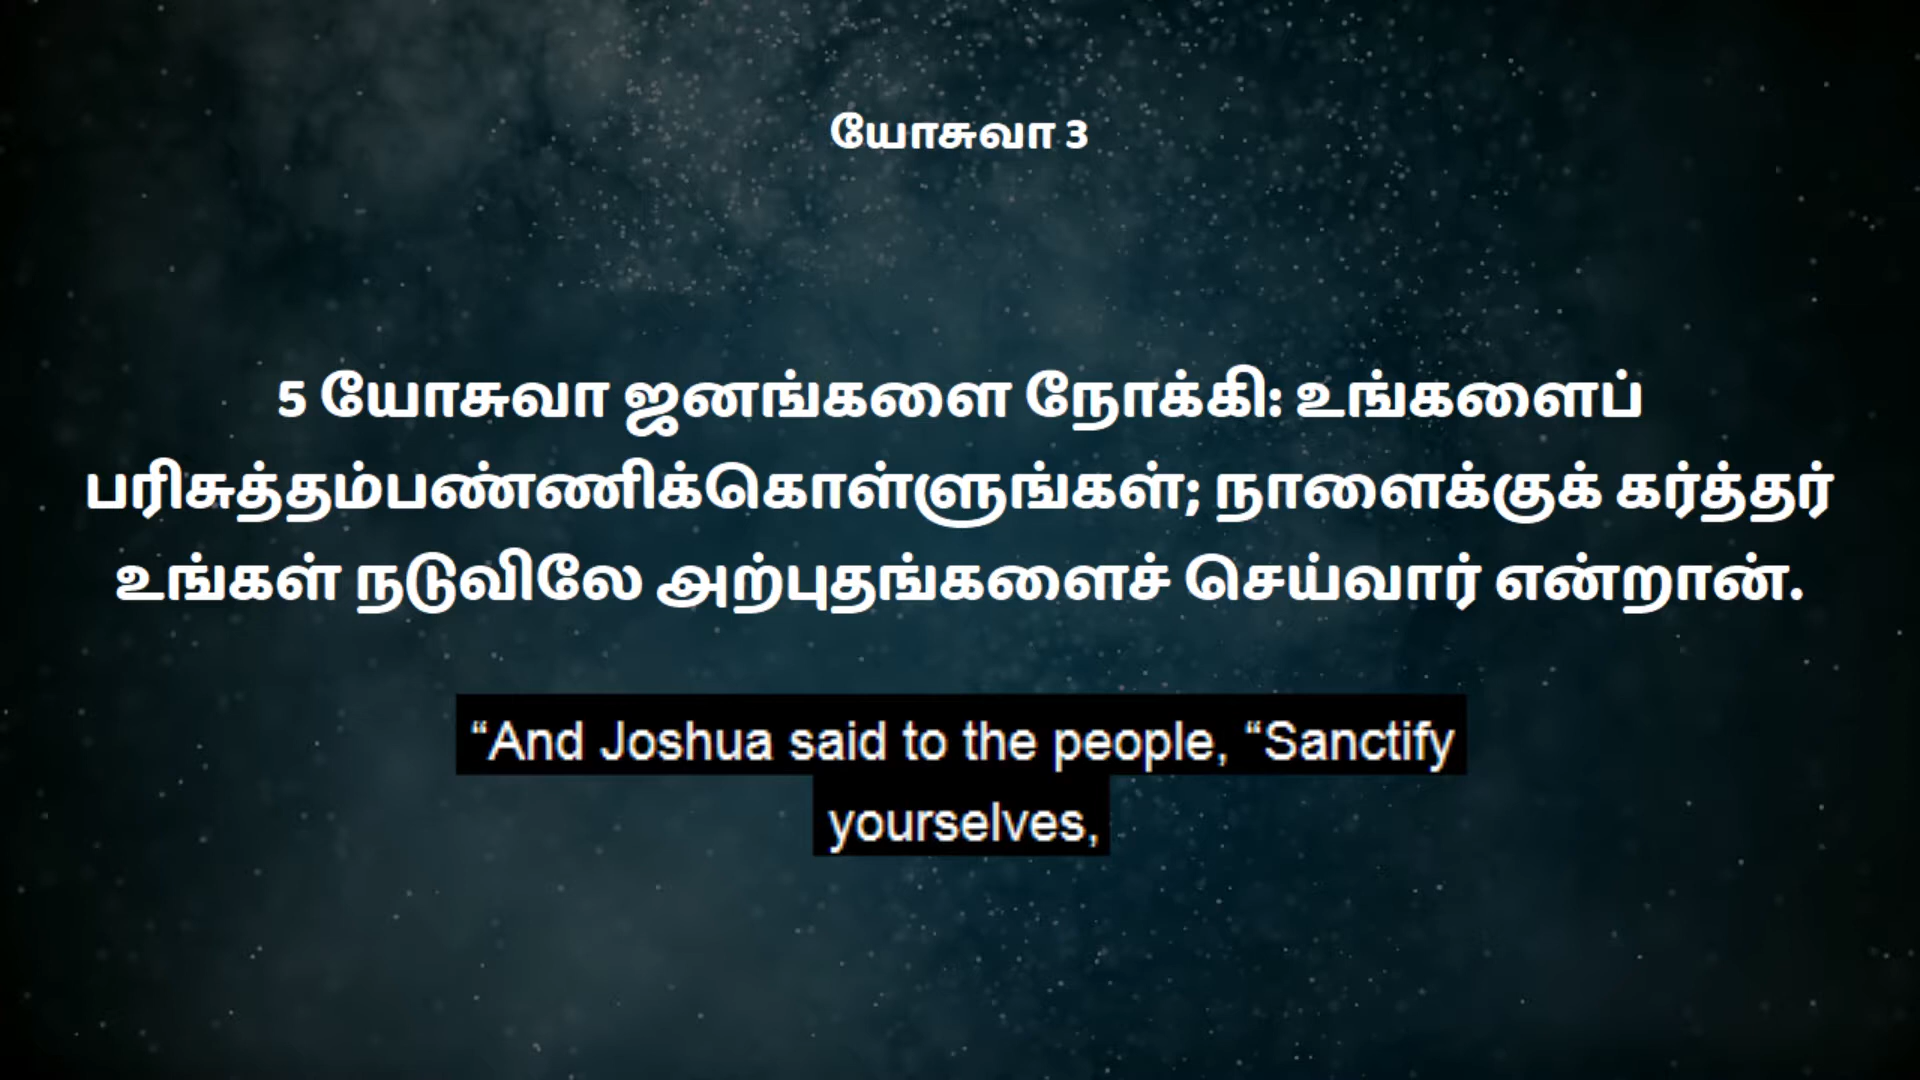 யோசுவா 3
5 யோசுவா ஜனங்களை நோக்கி: உங்களைப்
பரிசுத்தம்பண்ணிக்கொள்ளுங்கள்; நாளைக்குக் கர்த்தர்
உங்கள் நடுவிலே அற்புதங்களைச் செய்வார் என்றான்.
“And Joshua said to the people, “Sanctify
yourselves,